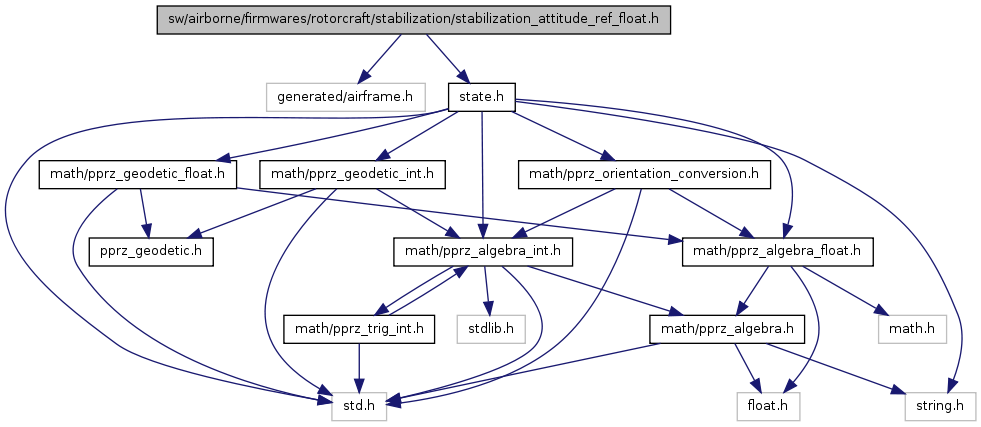 sw/airborne/firmwares/rotorcraft/stabilization/stabilization_attitude_ref_float.h
generated/airframe.h
state.h
math/pprz_geodetic_float.h
math/pprz_geodetic_int.h
math/pprz_orientation_conversion.h
pprz_geodetic.h
math/pprz_algebra_int.h
math/pprz_algebra_float.h
math/pprz_trig_int.h
stdlib.h
math/pprz_algebra.h
math.h
std.h
float.h
string.h